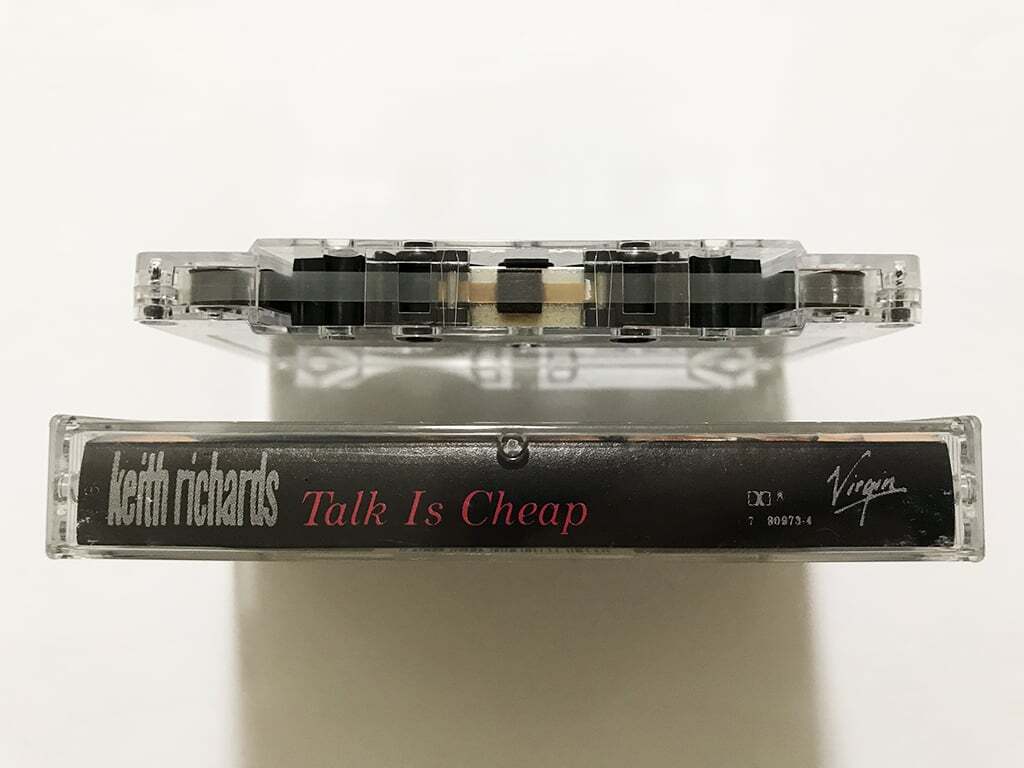 keith richards Talk Is Cheap
7 90973-4
Virgin